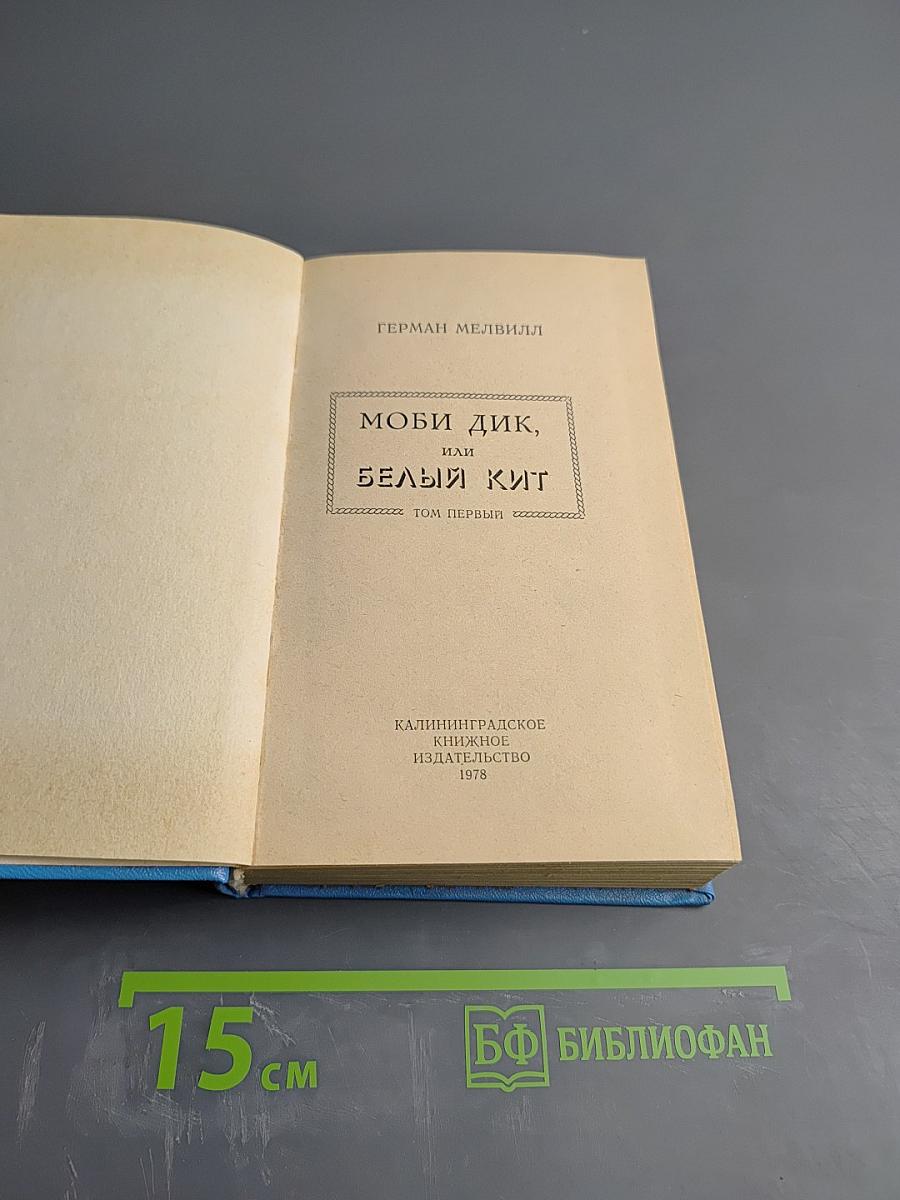 ГЕРМАН МЕЛВИЛЛ
МОБИ ДИК,
ИЛИ
БЕЛЫЙ КИТ
ТОМ ПЕРВЫЙ
КАЛИНИНГРАДСКОЕ
КНИЖНОЕ
ИЗДАТЕЛЬСТВО
1978
15 см
БФ БИБЛИОФАН